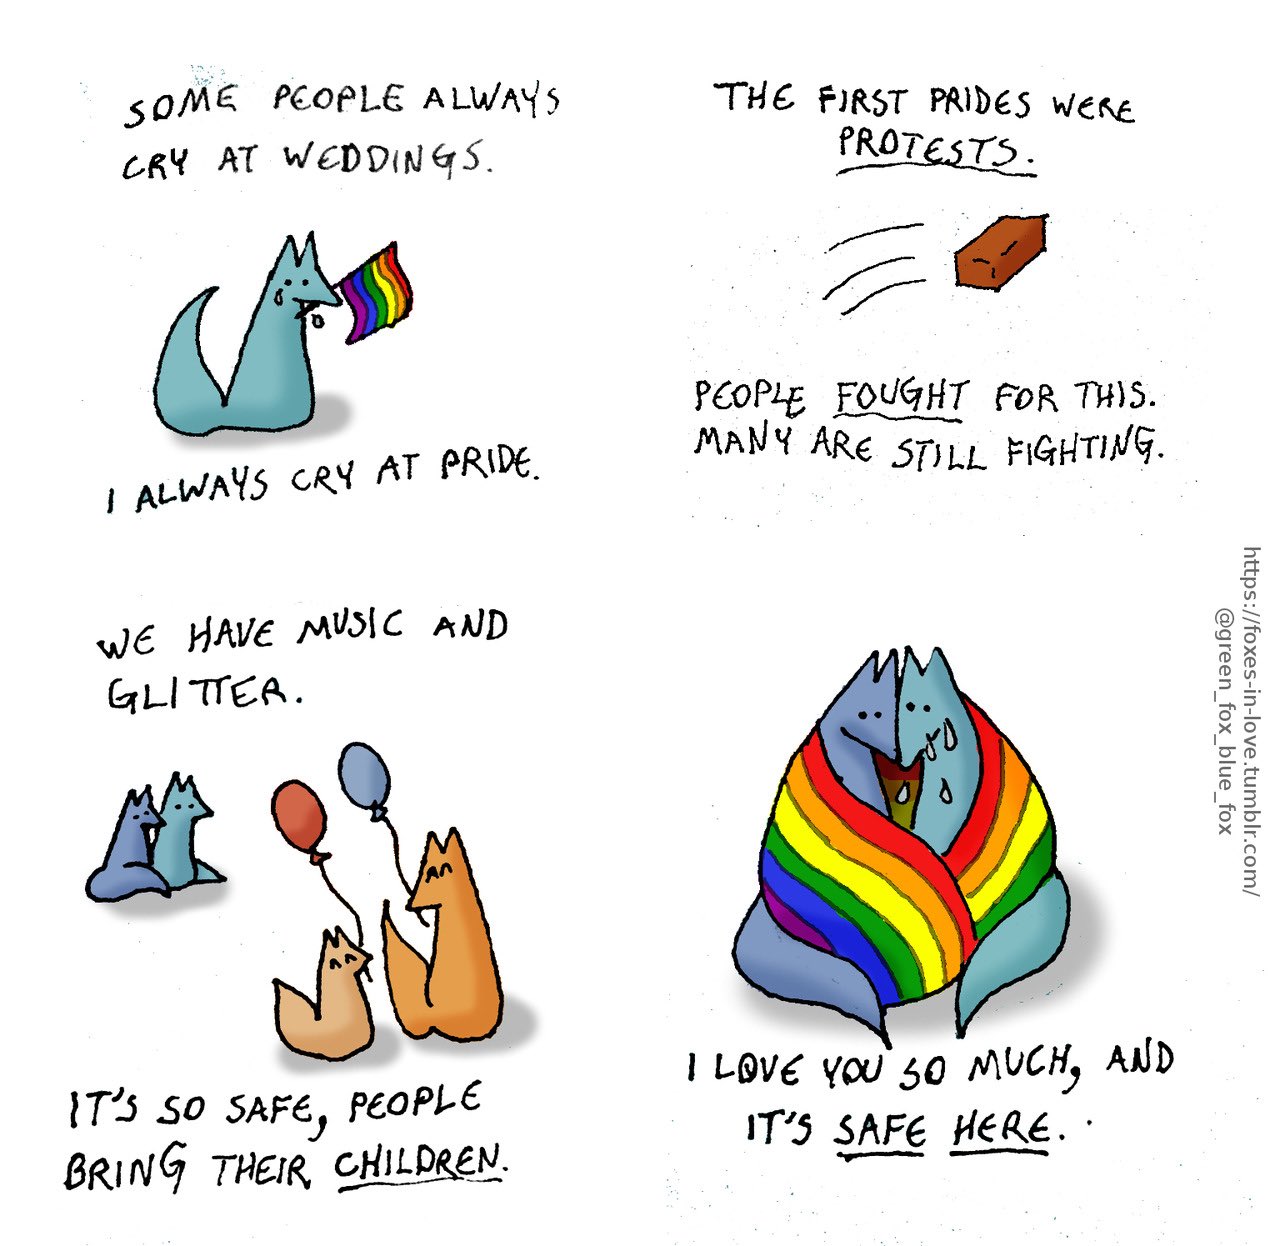 SOME PEOPLE ALWAYS
CRY AT WEDDINGS.
I ALWAYS CRY AT PRIDE.
THE FIRST PRIDES WERE
PROTESTS.
PEOPLE FOUGHT FOR THIS.
MANY ARE STILL FIGHTING.
WE HAVE MUSIC AND
GLITTER.
IT'S SO SAFE, PEOPLE
BRING THEIR CHILDREN.
I LOVE YOU SO MUCH, AND
IT'S SAFE HERE.
https://foxes-in-love.tumblr.com/
@green_fox_blue_fox